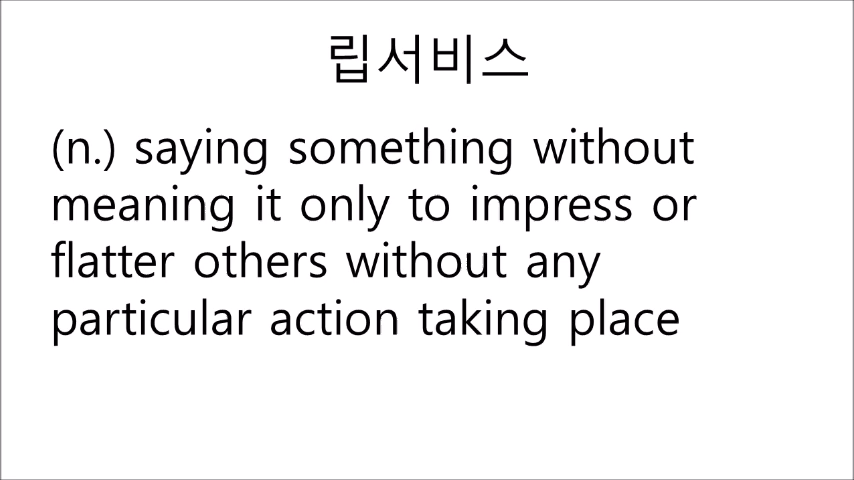 립서비스
(n.) saying something without
meaning it only to impress or
flatter others without any
particular action taking place